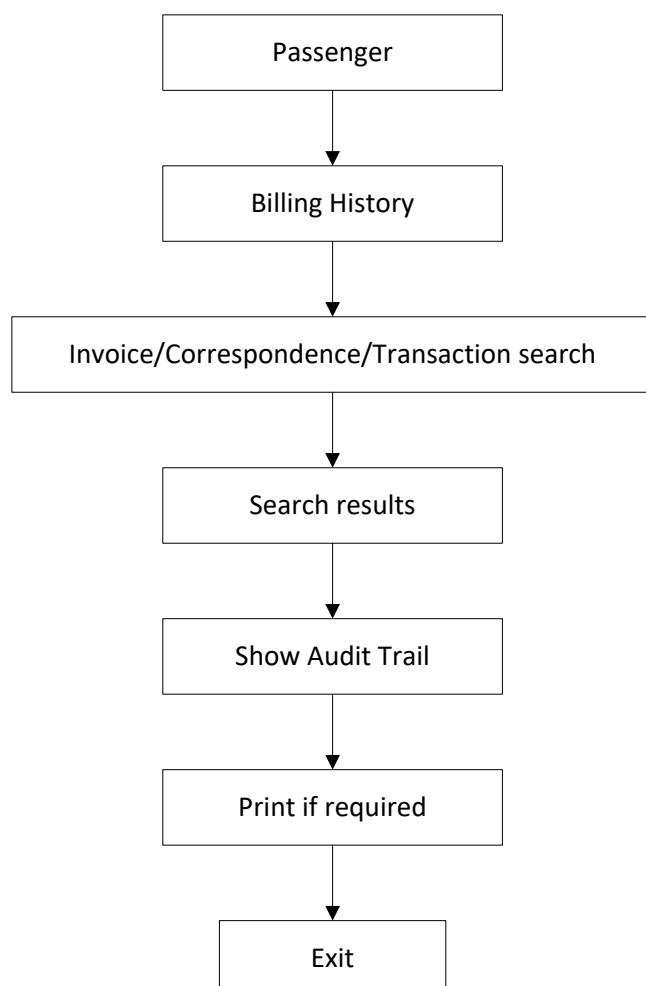 Passenger
Billing History
Invoice/Correspondence/Transaction search
Search results
Show Audit Trail
Print if required
Exit